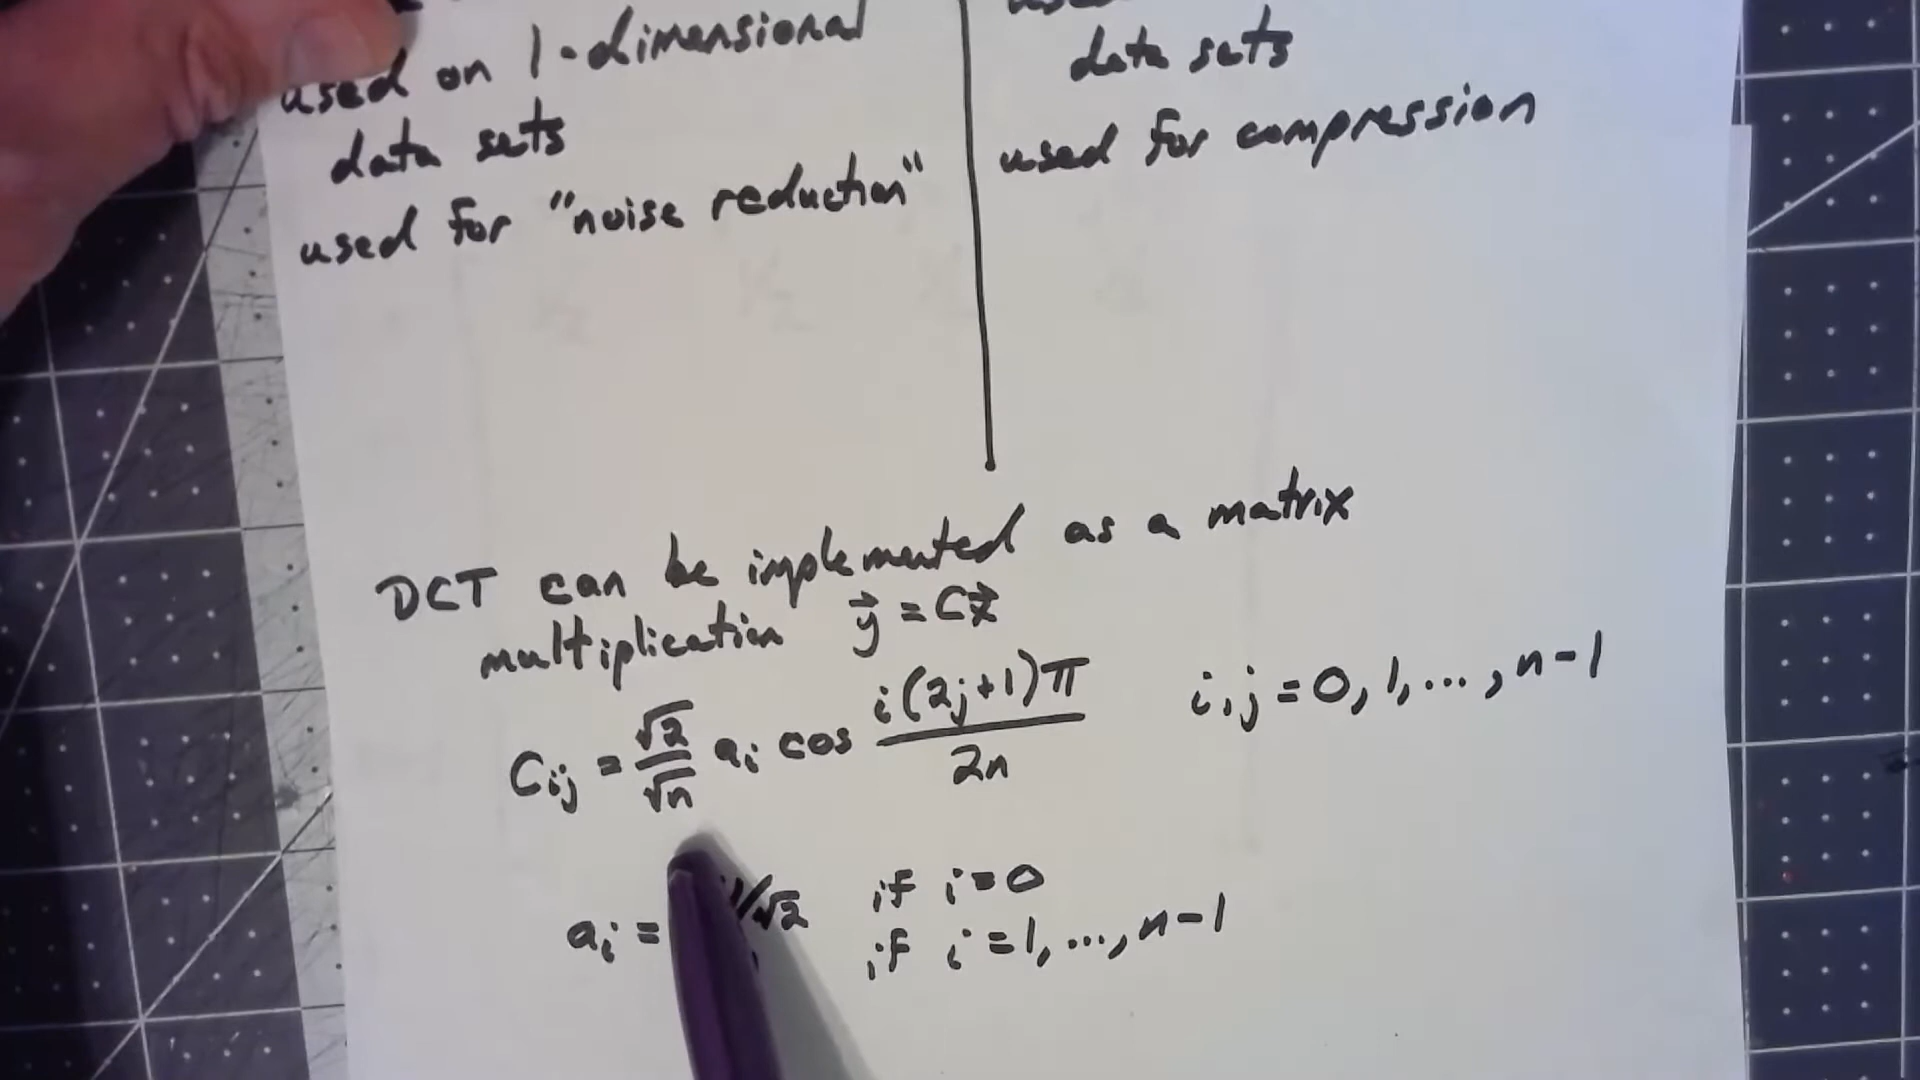 used on 1-dimensional
data sets
used for "noise reduction"
data sets
used for compression
DCT can be implemented as a matrix
multiplication y⃗ = Cx⃗
Cij = √2/√n ai cos i(2j+1)π/2n    i,j = 0, 1, ..., n-1
ai = 1/√2 if i = 0
if i = 1, ..., n-1